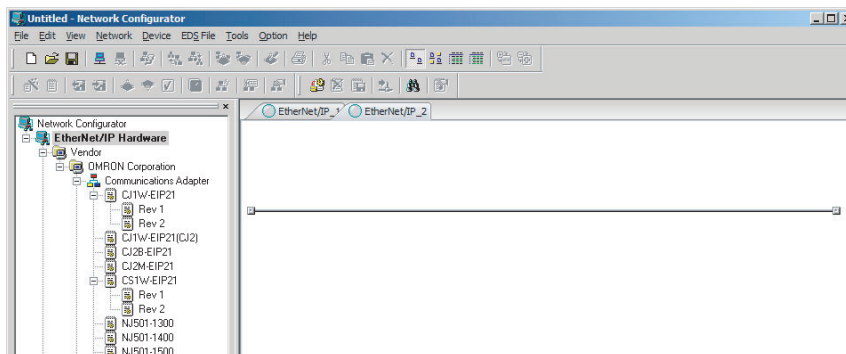 Untitled - Network Configurator
File Edit View Network Device EDS File Tools Option Help
EtherNet/IP_1 EtherNet/IP_2
Network Configurator
EtherNet/IP Hardware
Vendor
OMRON Corporation
Communications Adapter
CJ1W-EIP21
Rev 1
Rev 2
CJ1W-EIP21(CJ2)
CJ2B-EIP21
CJ2M-EIP21
CS1W-EIP21
Rev 1
Rev 2
NJ501-1300
NJ501-1400
NJ501-1500